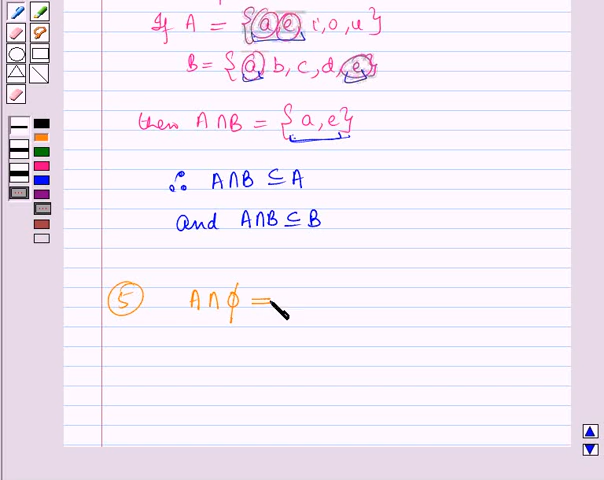 If A = {a, e, i, o, u}
B = {a, b, c, d, e}
then A∩B = {a, e}
∴ A∩B ⊆ A
and A∩B ⊆ B
⑤ A∩ϕ =